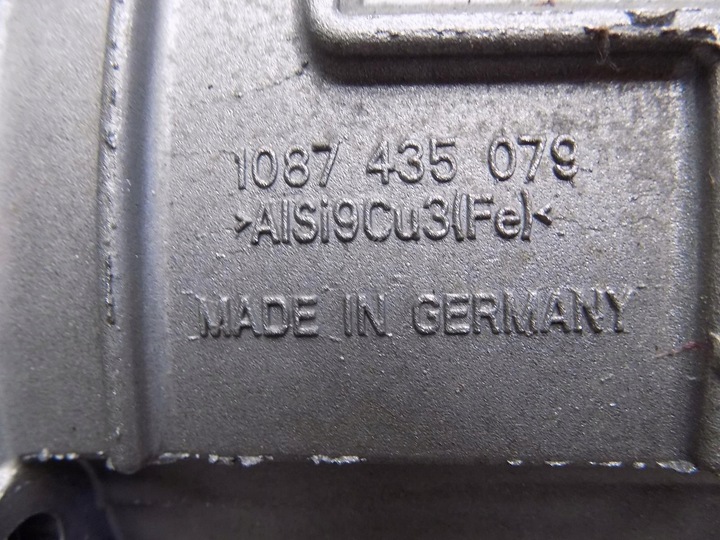 1087 435 079
>AlSi9Cu3(Fe)<
MADE IN GERMANY